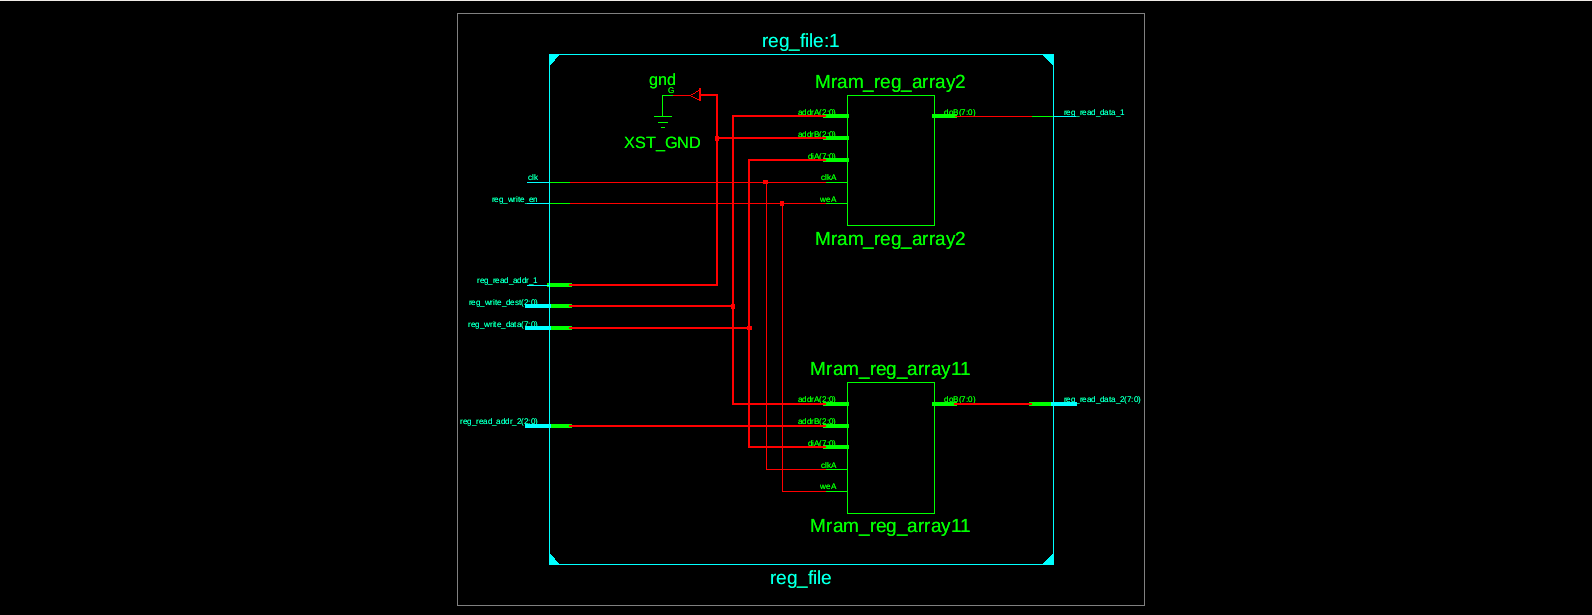 reg_file:1
gnd
G
XST_GND
Mram_reg_array2
addrA(2:0)
addrB(2:0)
diA(7:0)
clkA
weA
doB(7:0)
Mram_reg_array2
reg_read_data_1
clk
reg_write_en
reg_read_addr_1
reg_write_dest(2:0)
reg_write_data(7:0)
reg_read_addr_2(2:0)
Mram_reg_array11
addrA(2:0)
addrB(2:0)
diA(7:0)
clkA
weA
doB(7:0)
Mram_reg_array11
reg_read_data_2(7:0)
reg_file